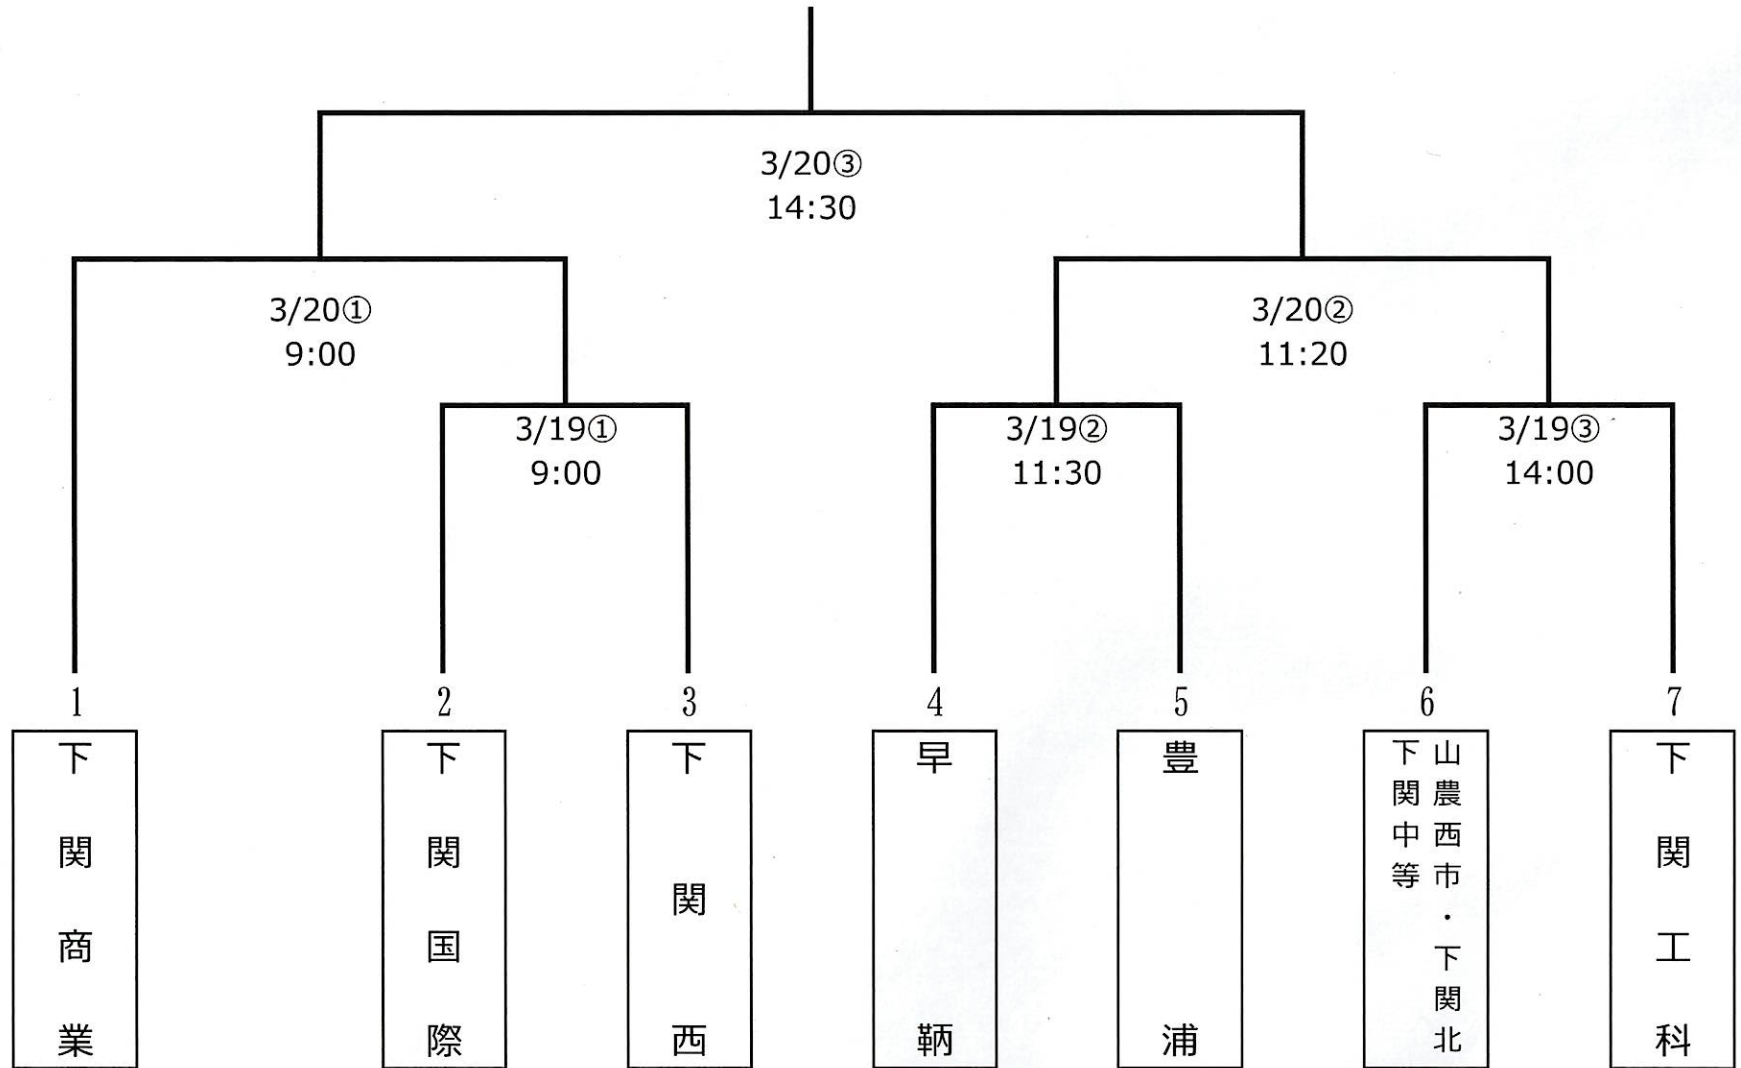 3/20③
14:30
3/20①
9:00
3/20②
11:20
3/19①
9:00
3/19②
11:30
3/19③
14:00
1
2
3
4
5
6
7
下関商業
下関国際
下関西
早鞆
豊浦
山農西市・下関北
下関中等
下関工科